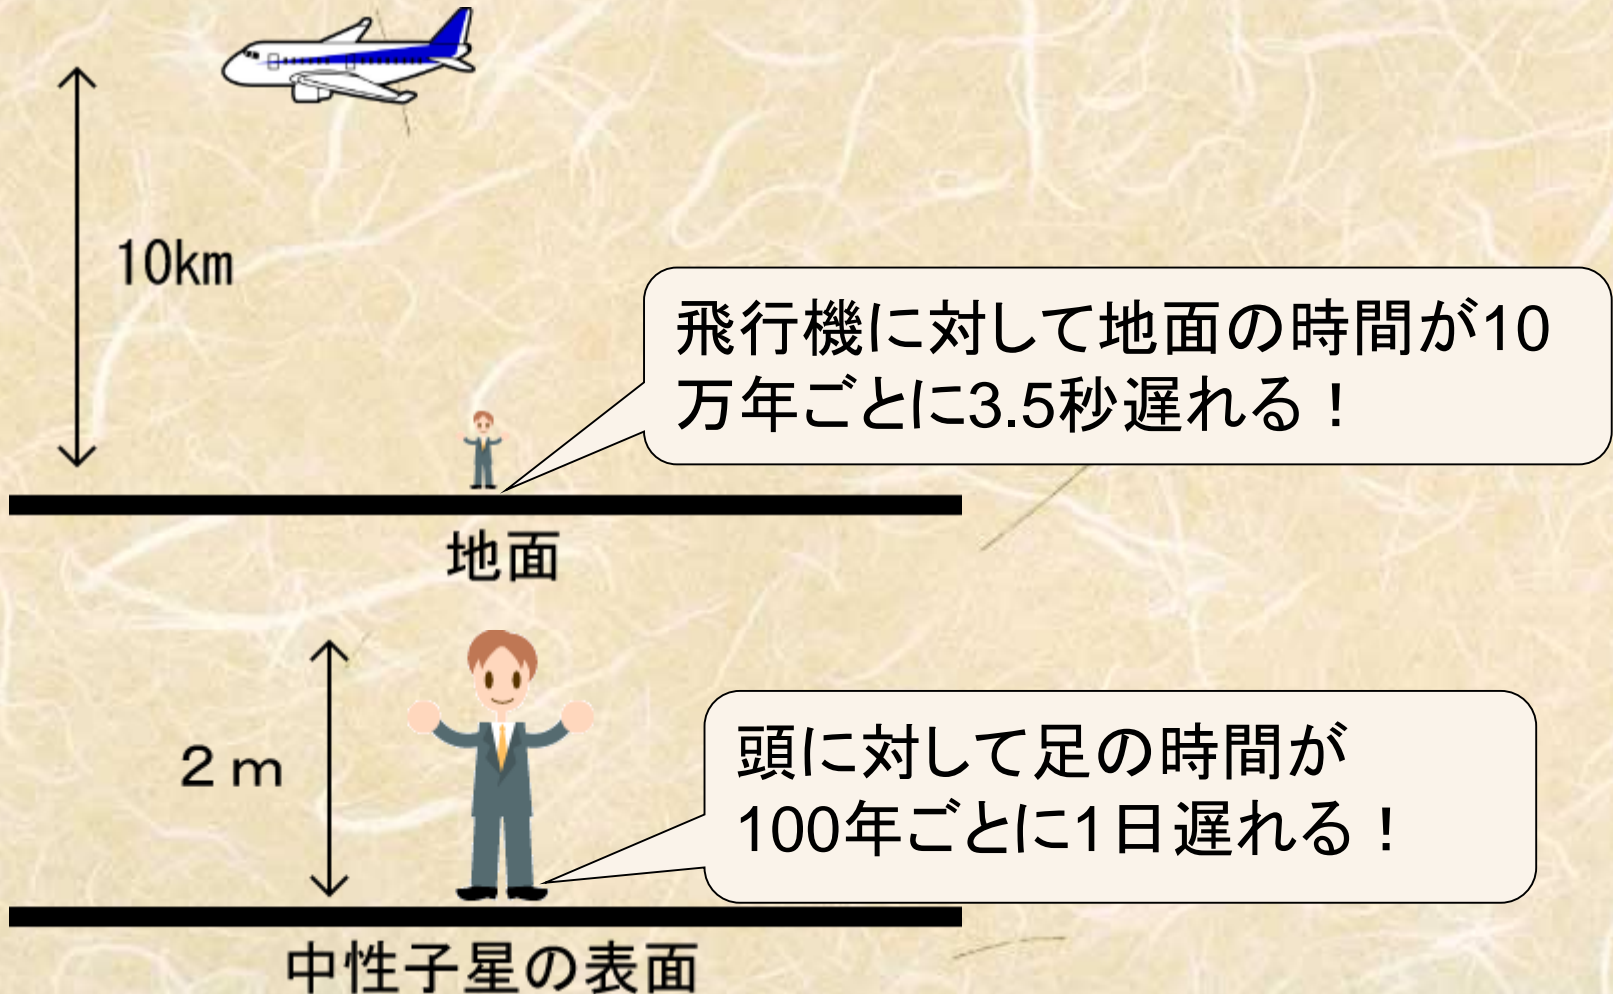 10km
飛行機に対して地面の時間が10
万年ごとに3.5秒遅れる！
地面
２ｍ
頭に対して足の時間が
100年ごとに1日遅れる！
中性子星の表面